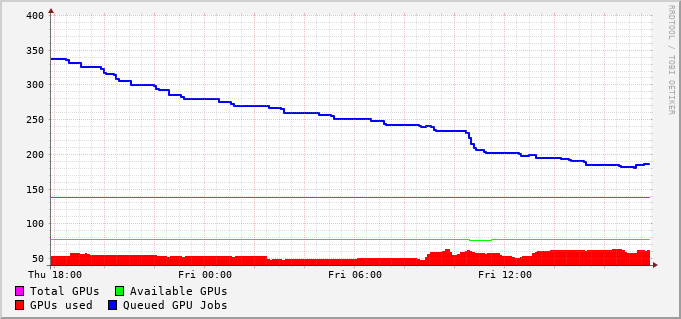 400
350
300
250
200
150
100
50
Thu 18:00 Fri 00:00 Fri 06:00 Fri 12:00
Total GPUs Available GPUs
GPUs used Queued GPU Jobs
RRDTOOL / TOBI OETIKER